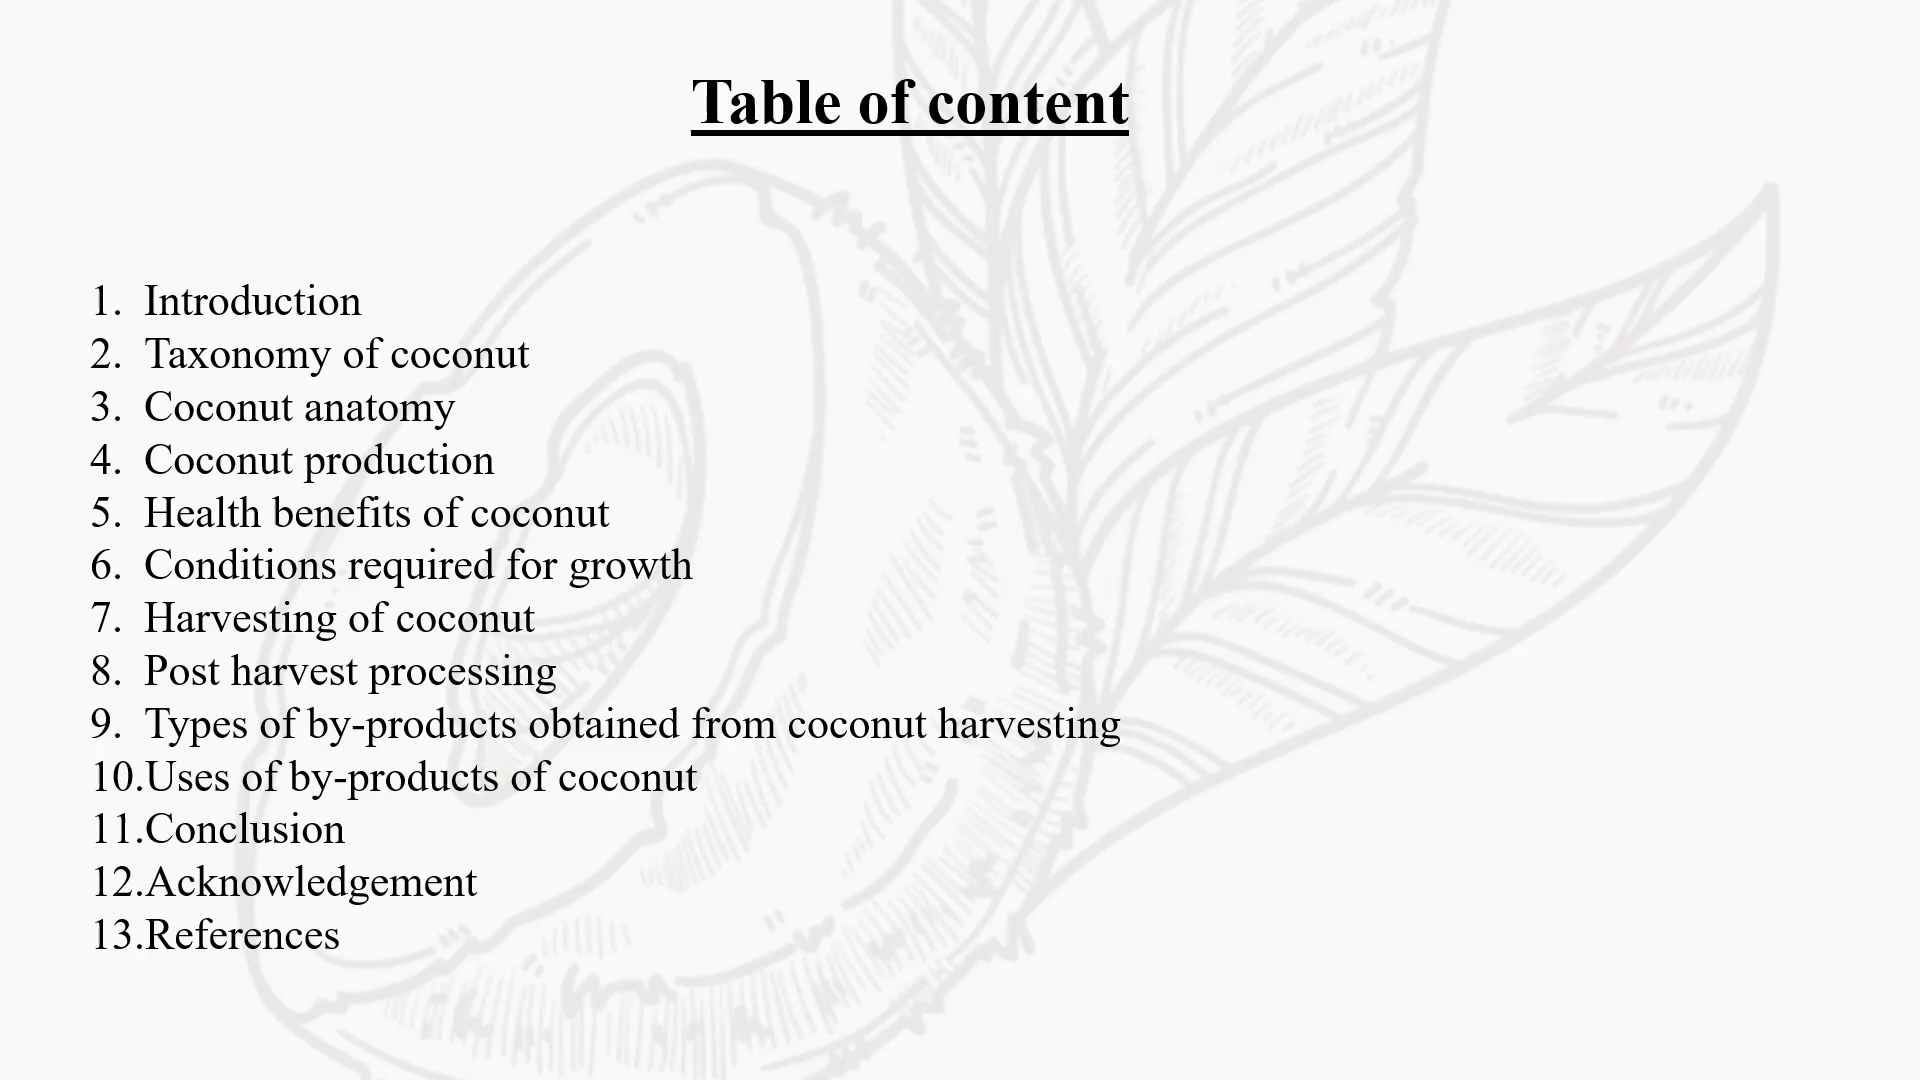 Table of content
1. Introduction
2. Taxonomy of coconut
3. Coconut anatomy
4. Coconut production
5. Health benefits of coconut
6. Conditions required for growth
7. Harvesting of coconut
8. Post harvest processing
9. Types of by-products obtained from coconut harvesting
10.Uses of by-products of coconut
11.Conclusion
12.Acknowledgement
13.References